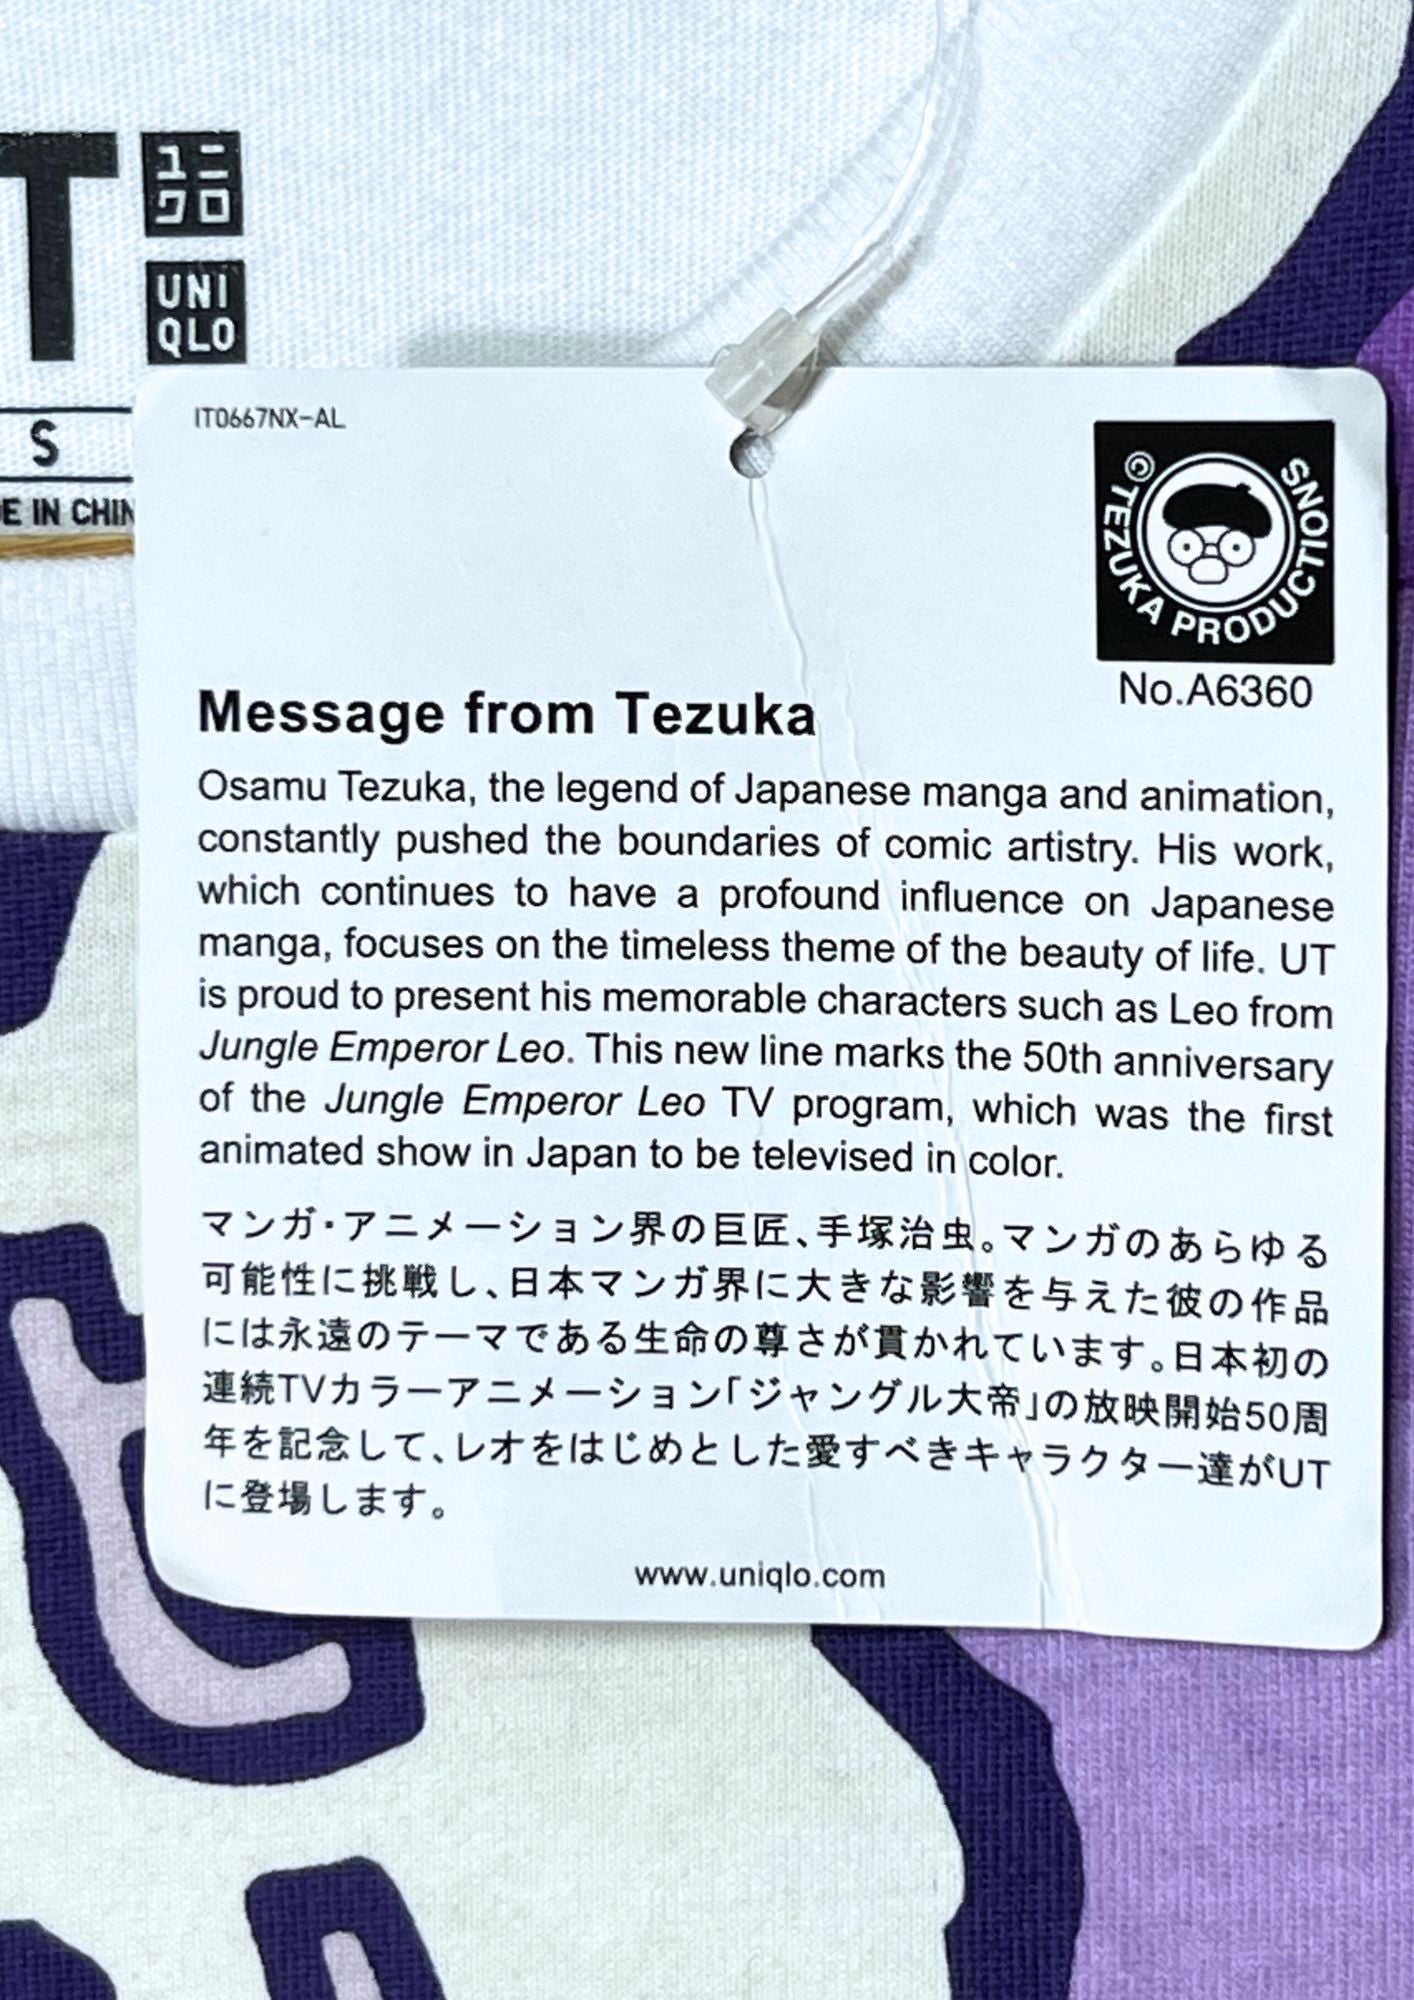 T
ユニ
クロ
UNI
QLO
S
E IN CHIN
IT0667NX-AL
© TEZUKA PRODUCTIONS
No.A6360
Message from Tezuka
Osamu Tezuka, the legend of Japanese manga and animation,
constantly pushed the boundaries of comic artistry. His work,
which continues to have a profound influence on Japanese
manga, focuses on the timeless theme of the beauty of life. UT
is proud to present his memorable characters such as Leo from
Jungle Emperor Leo. This new line marks the 50th anniversary
of the Jungle Emperor Leo TV program, which was the first
animated show in Japan to be televised in color.
マンガ・アニメーション界の巨匠、手塚治虫。マンガのあらゆる
可能性に挑戦し、日本マンガ界に大きな影響を与えた彼の作品
には永遠のテーマである生命の尊さが貫かれています。日本初の
連続TVカラーアニメーション「ジャングル大帝」の放映開始50周
年を記念して、レオをはじめとした愛すべきキャラクター達がUT
に登場します。
www.uniqlo.com